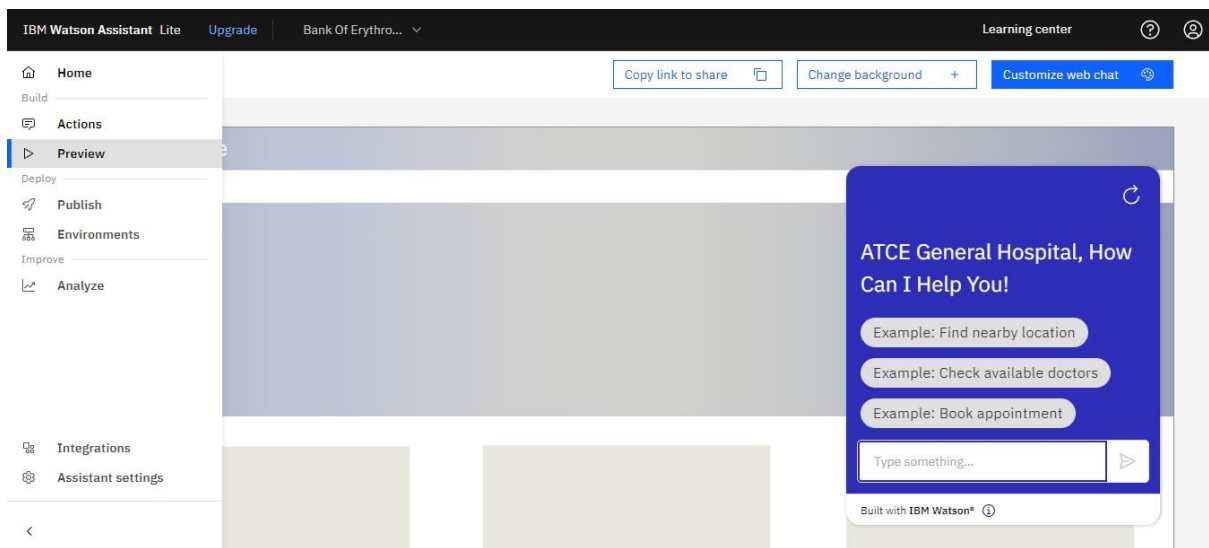 IBM Watson Assistant Lite Upgrade Bank Of Erythro... Learning center
Home
Build
Actions
Preview
Deploy
Publish
Environments
Improve
Analyze
Integrations
Assistant settings
Copy link to share
Change background +
Customize web chat
ATCE General Hospital, How
Can I Help You!
Example: Find nearby location
Example: Check available doctors
Example: Book appointment
Type something...
Built with IBM Watson®